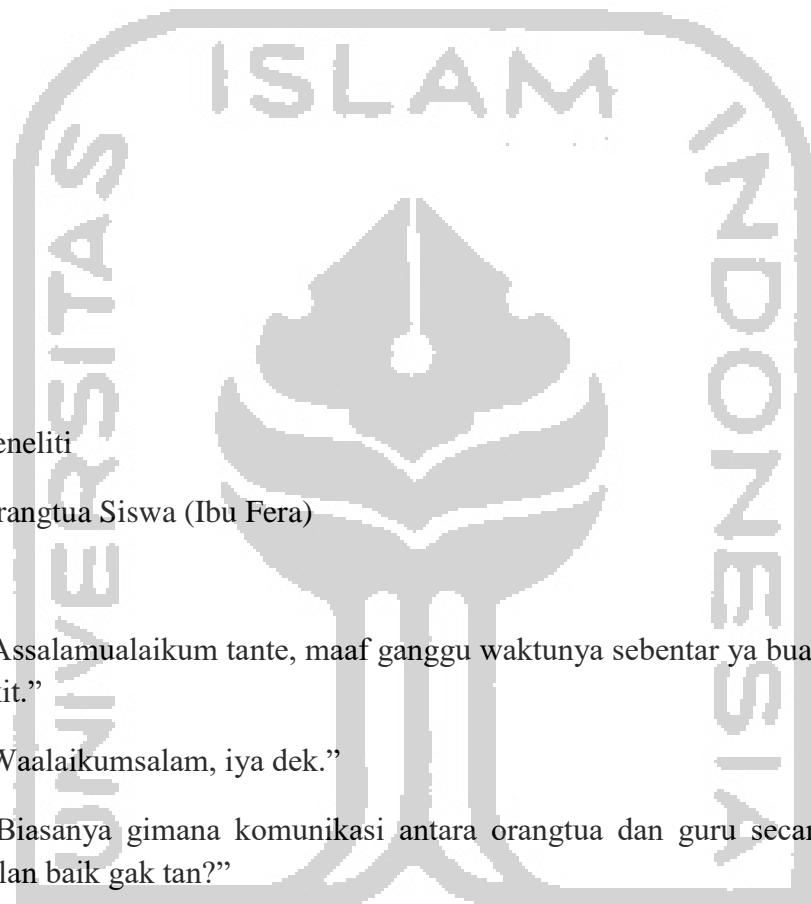 ISLAM
UNIVERSITAS
INDONESIA
eneliti
rangtua Siswa (Ibu Fera)
Assalamualaikum tante, maaf ganggu waktunya sebentar ya bua
kit.”
Waalaikumsalam, iya dek.”
Biasanya gimana komunikasi antara orangtua dan guru secar
lan baik gak tan?”